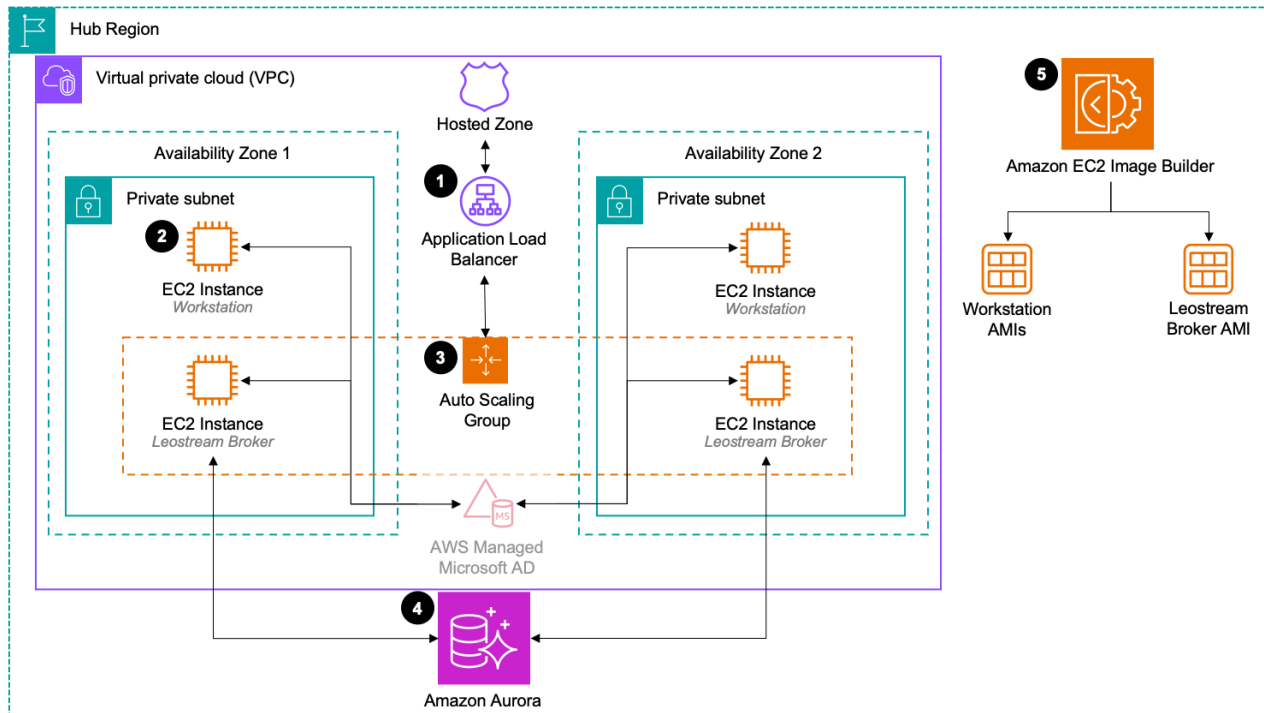 Hub Region
Virtual private cloud (VPC)
Hosted Zone
5
Amazon EC2 Image Builder
Workstation
AMIs
Leostream
Broker AMI
Availability Zone 1
Private subnet
2
EC2 Instance
Workstation
EC2 Instance
Leostream Broker
1
Application Load
Balancer
3
Auto Scaling
Group
MS
AWS Managed
Microsoft AD
Availability Zone 2
Private subnet
EC2 Instance
Workstation
EC2 Instance
Leostream Broker
4
Amazon Aurora